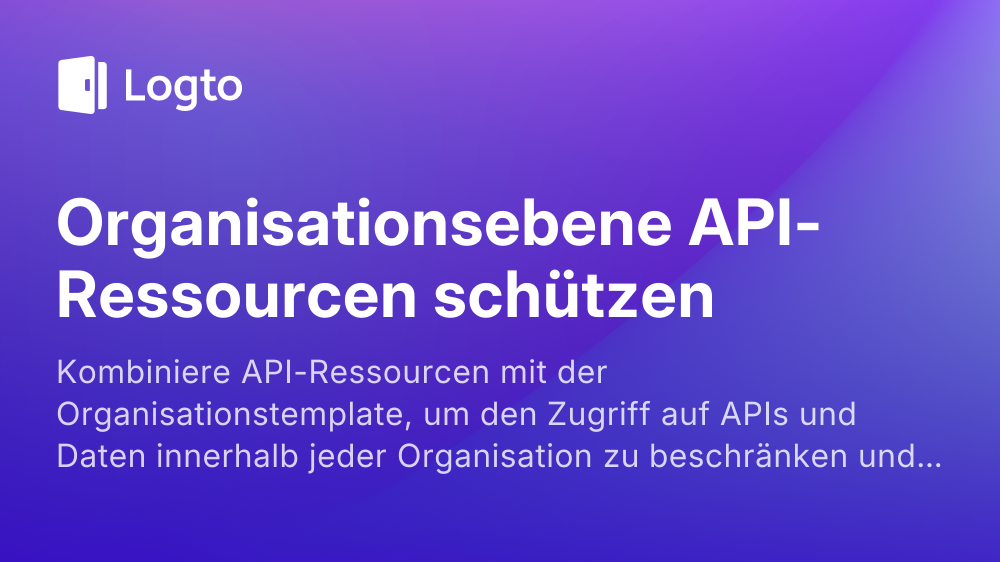 Logto
Organisationsebene API-
Ressourcen schützen
Kombiniere API-Ressourcen mit der
Organisationstemplate, um den Zugriff auf APIs und
Daten innerhalb jeder Organisation zu beschränken und...